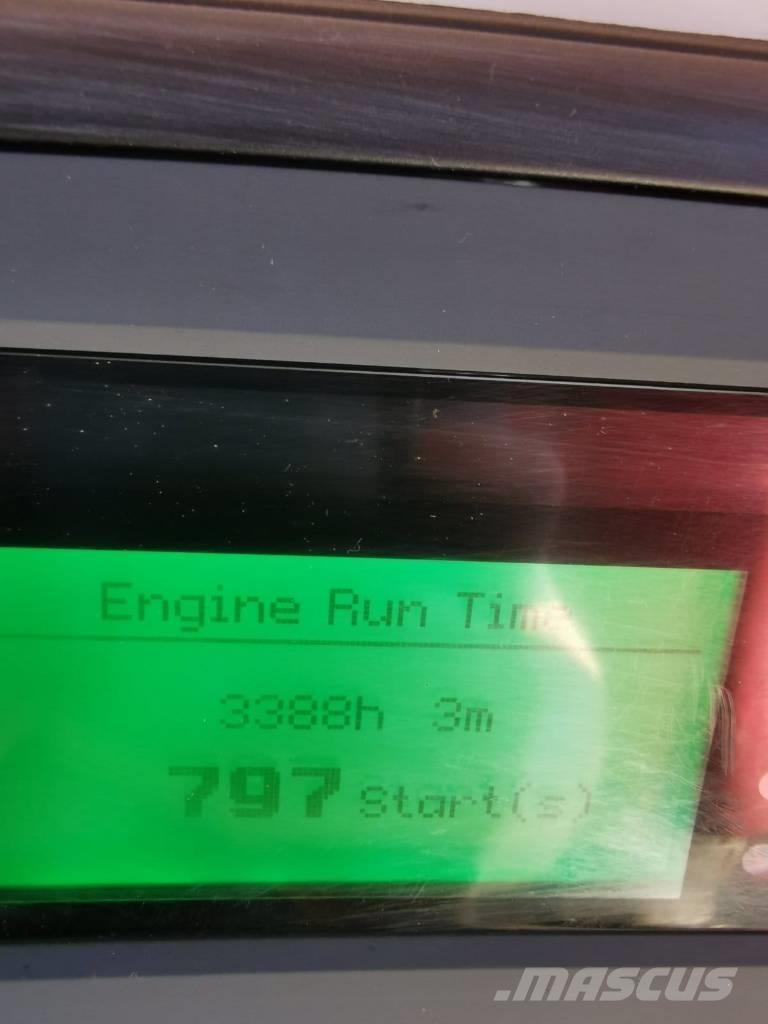 Engine Run Time
3388h 3m
797 Start(s)
.MASCUS